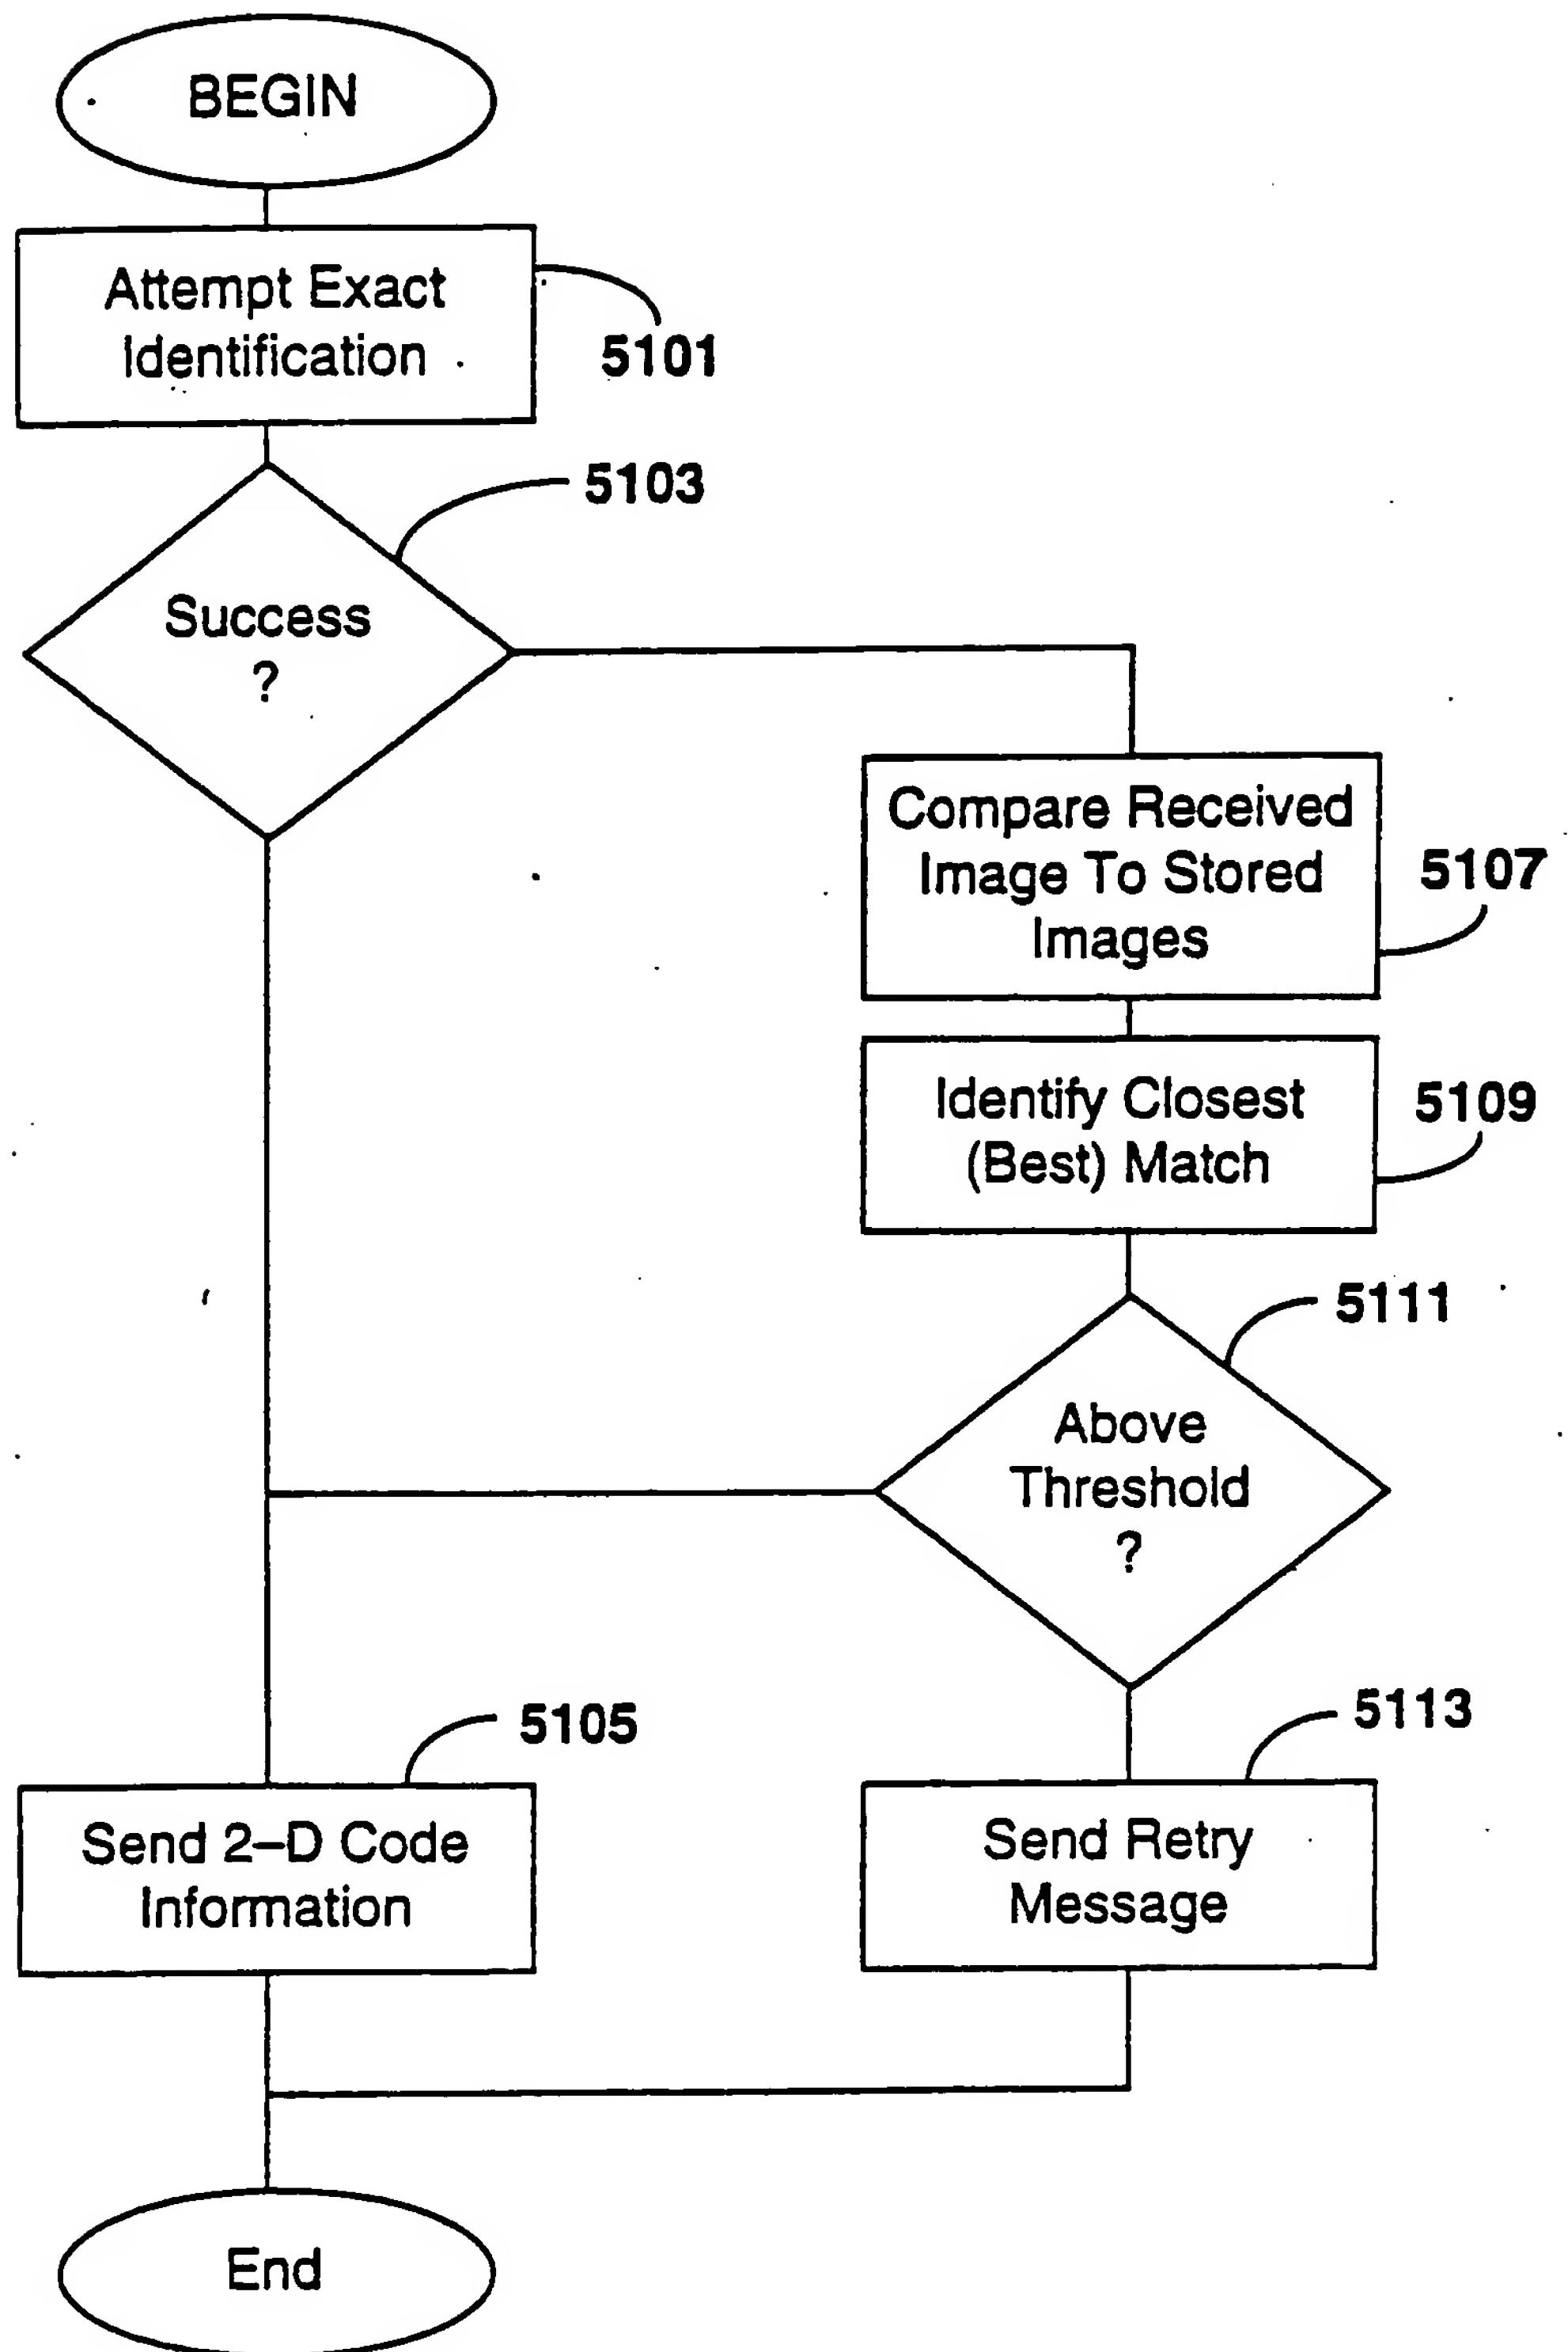 BEGIN
Attempt Exact
Identification
5101
5103
Success
?
Compare Received
Image To Stored
Images
5107
Identify Closest
(Best) Match
5109
5111
Above
Threshold
?
5105
Send 2-D Code
Information
5113
Send Retry
Message
End